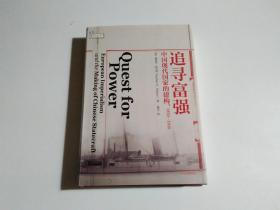 追寻富强
中国现代国家的建构，
Quest for
Power
European Imperialism
and the Making of Chinese Statecraft